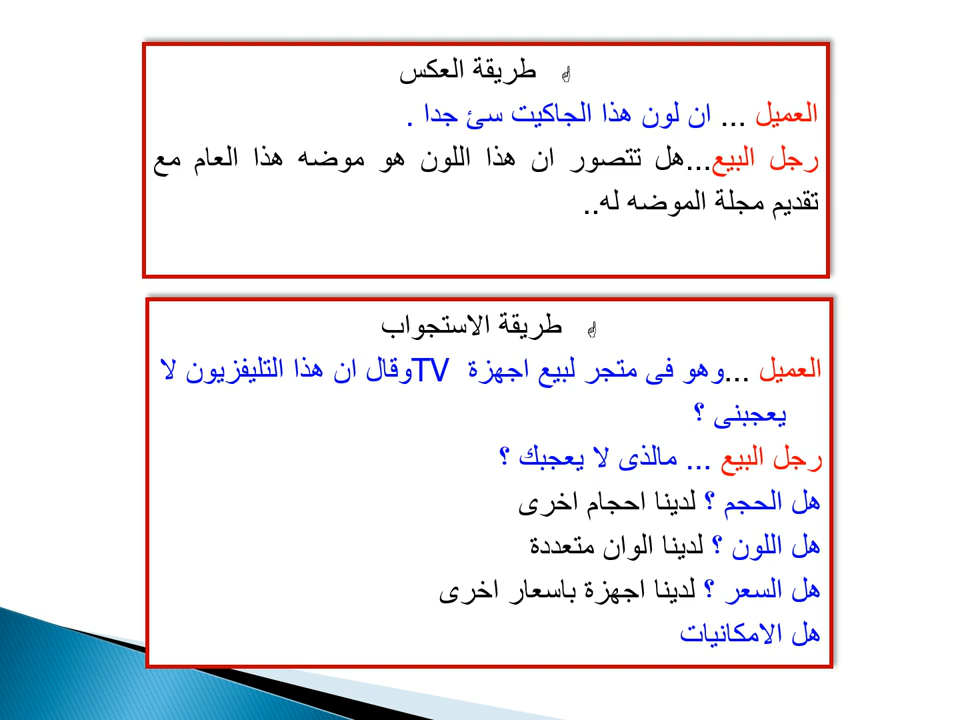 ☝ طريقة العكس
العميل ... ان لون هذا الجاكيت سئ جدا .
رجل البيع...هل تتصور ان هذا اللون هو موضه هذا العام مع
تقديم مجلة الموضه له..
☝ طريقة الاستجواب
العميل ...وهو فى متجر لبيع اجهزة TVوقال ان هذا التليفزيون لا
يعجبنى ؟
رجل البيع ... مالذى لا يعجبك ؟
هل الحجم ؟ لدينا احجام اخرى
هل اللون ؟ لدينا الوان متعددة
هل السعر ؟ لدينا اجهزة باسعار اخرى
هل الامكانيات